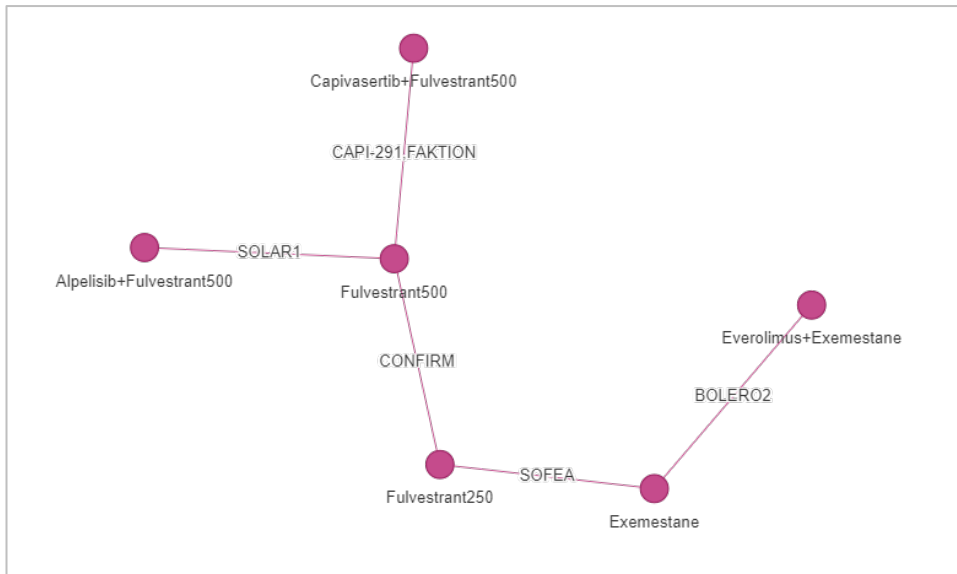 Capivasertib+Fulvestrant500
CAPI-291,FAKTION
SOLAR1
Alpelisib+Fulvestrant500
Fulvestrant500
Everolimus+Exemestane
CONFIRM
BOLERO2
SOFEA
Fulvestrant250
Exemestane